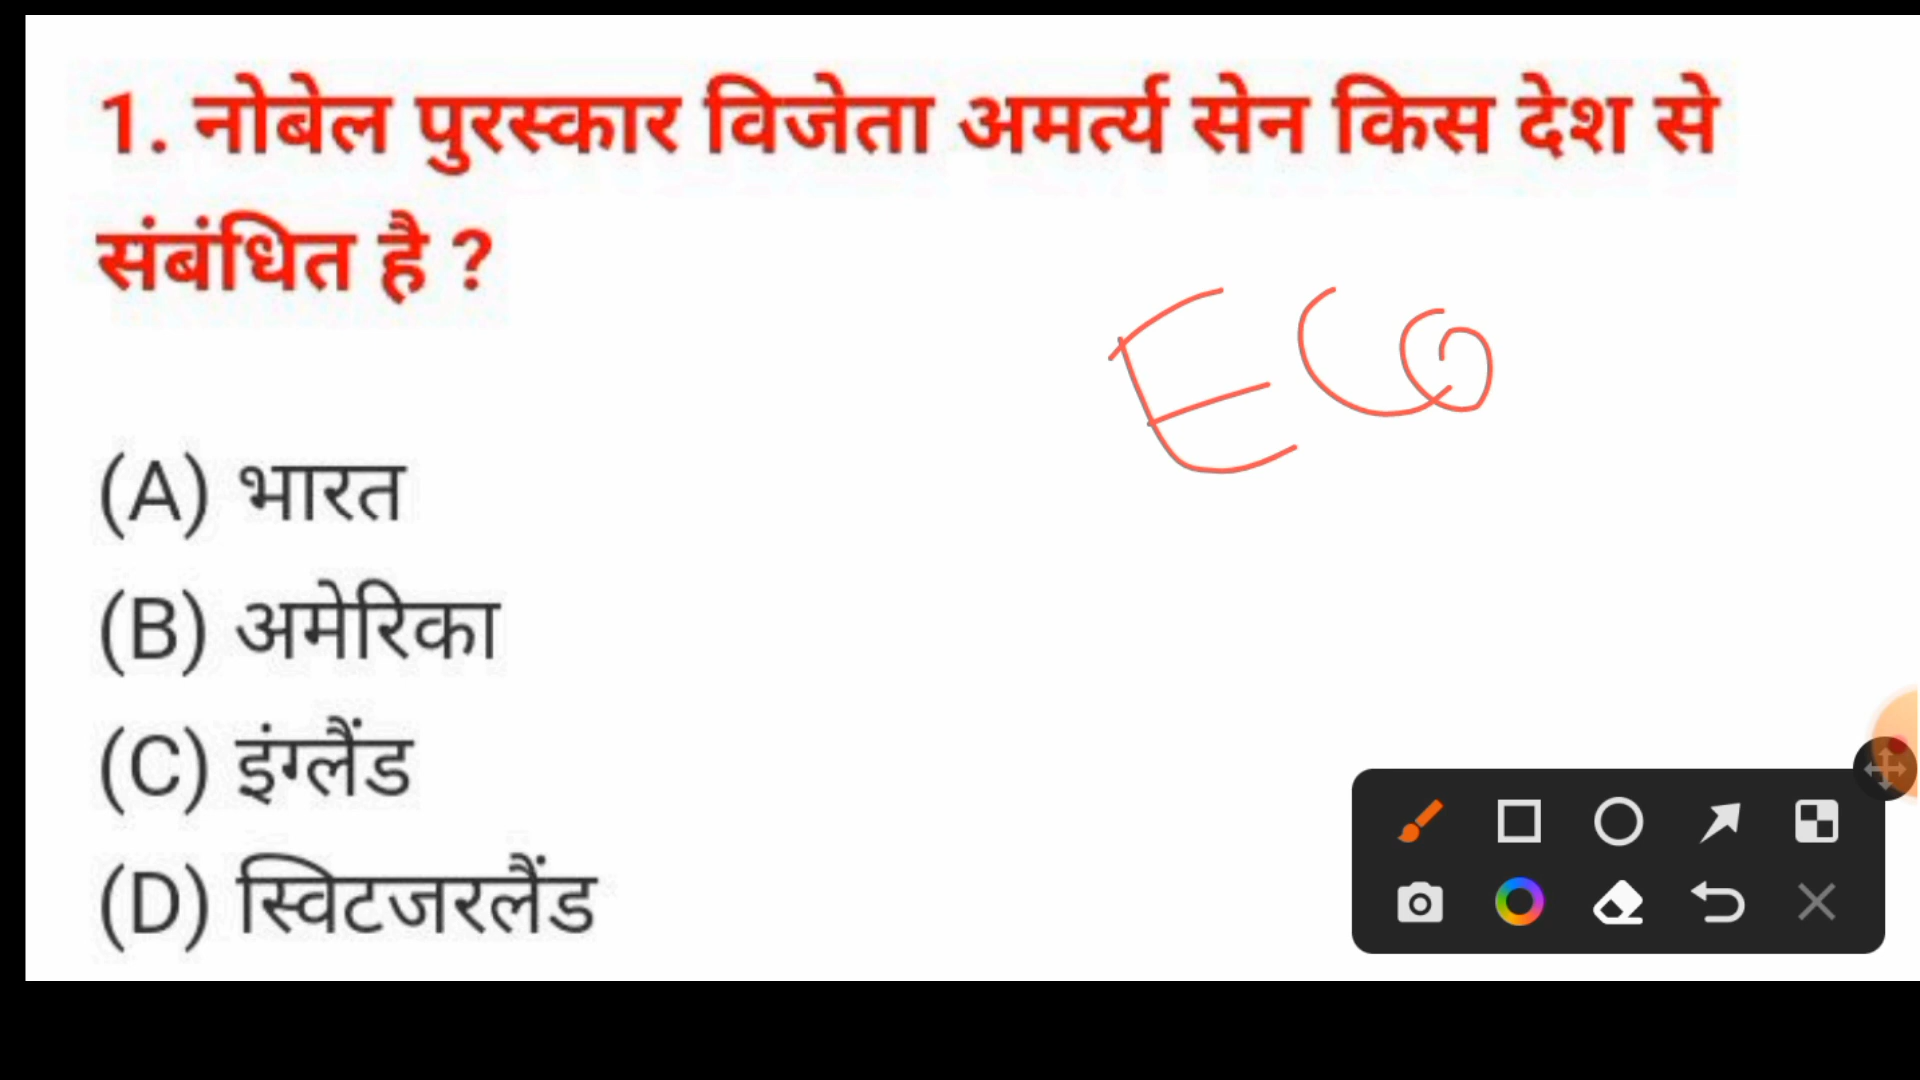 1. नोबेल पुरस्कार विजेता अमर्त्य सेन किस देश से
संबंधित है ?
ECO
(A) भारत
(B) अमेरिका
(C) इंग्लैंड
(D) स्विटजरलैंड